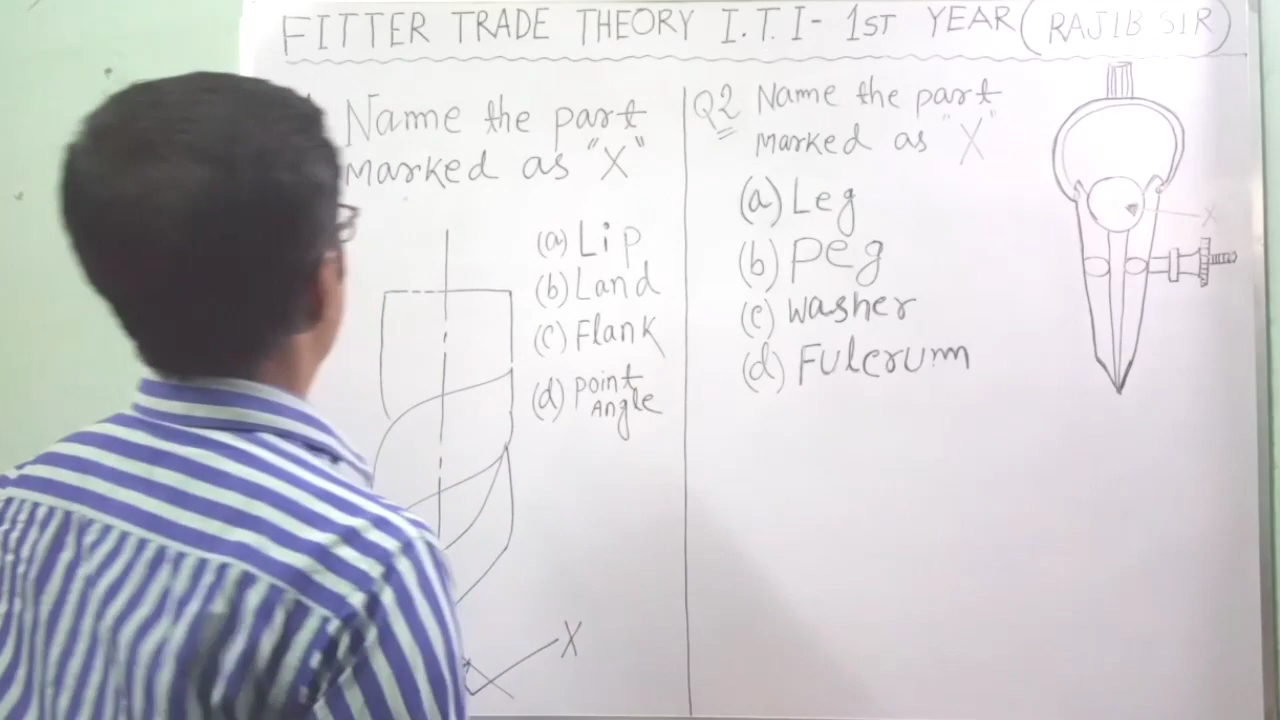 FITTER TRADE THEORY I.T.I- 1ST YEAR (RAJIB SIR)
Name the part
marked as "X"
(a) Lip
(b) Land
(c) Flank
(d) Point
Angle
X
Q2 Name the part
marked as "X"
(a) Leg
(b) Peg
(c) Washer
(d) Fulcrum
X